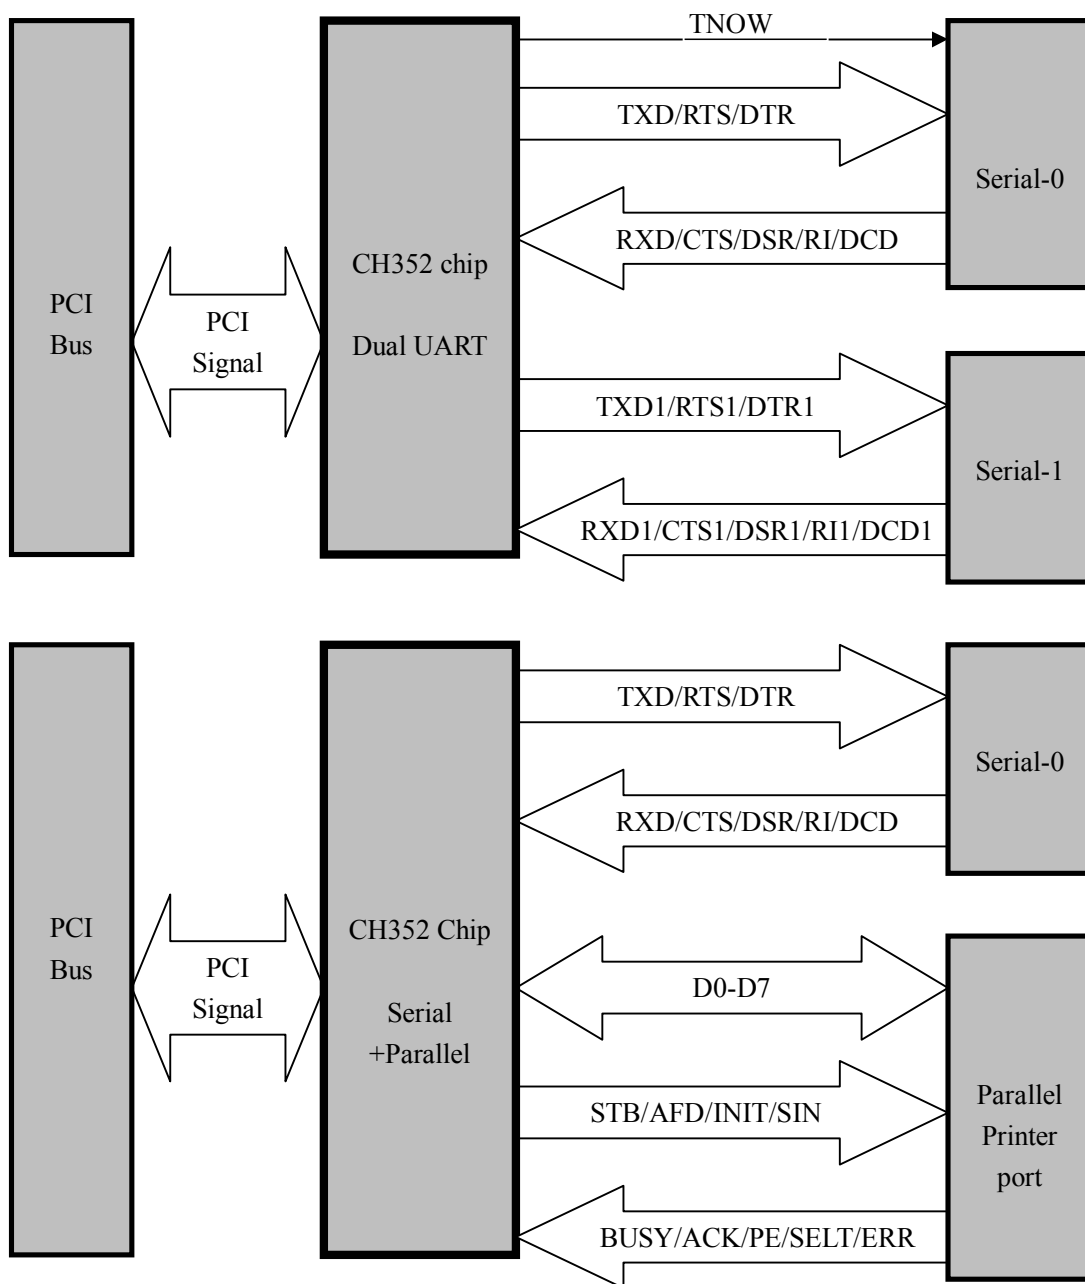 TNOW
TXD/RTS/DTR
Serial-0
RXD/CTS/DSR/RI/DCD
CH352 chip
Dual UART
PCI
Bus
PCI
Signal
TXD1/RTS1/DTR1
Serial-1
RXD1/CTS1/DSR1/RI1/DCD1
TXD/RTS/DTR
Serial-0
RXD/CTS/DSR/RI/DCD
PCI
Bus
PCI
Signal
CH352 Chip
Serial
+Parallel
D0-D7
STB/AFD/INIT/SIN
Parallel
Printer
port
BUSY/ACK/PE/SELT/ERR